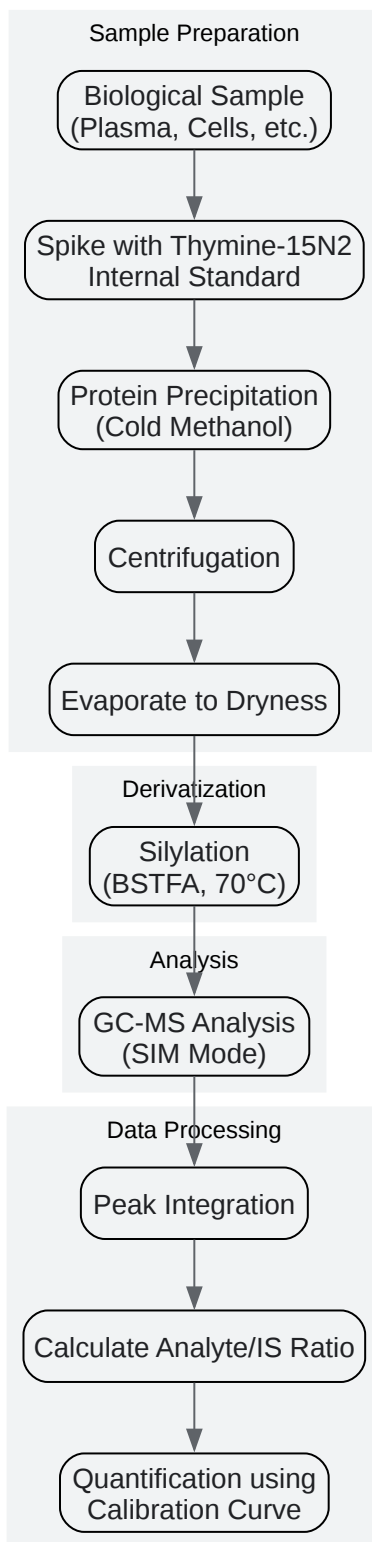 Sample Preparation
Biological Sample
(Plasma, Cells, etc.)
Spike with Thymine-15N2
Internal Standard
Protein Precipitation
(Cold Methanol)
Centrifugation
Evaporate to Dryness
Derivatization
Silylation
(BSTFA, 70°C)
Analysis
GC-MS Analysis
(SIM Mode)
Data Processing
Peak Integration
Calculate Analyte/IS Ratio
Quantification using
Calibration Curve